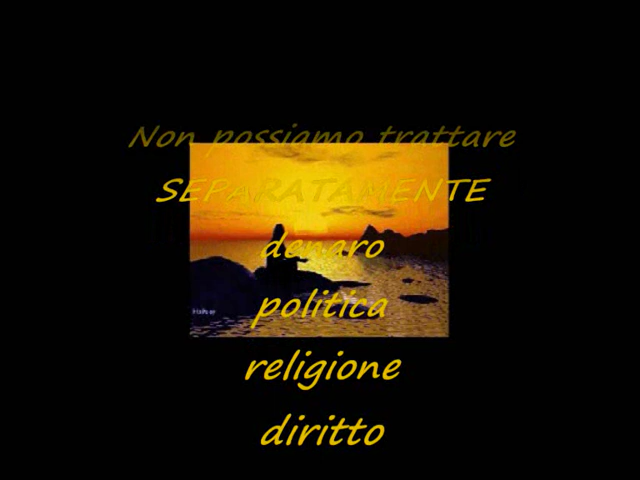 Non possiamo trattare
SEPARATAMENTE
denaro
politica
religione
diritto